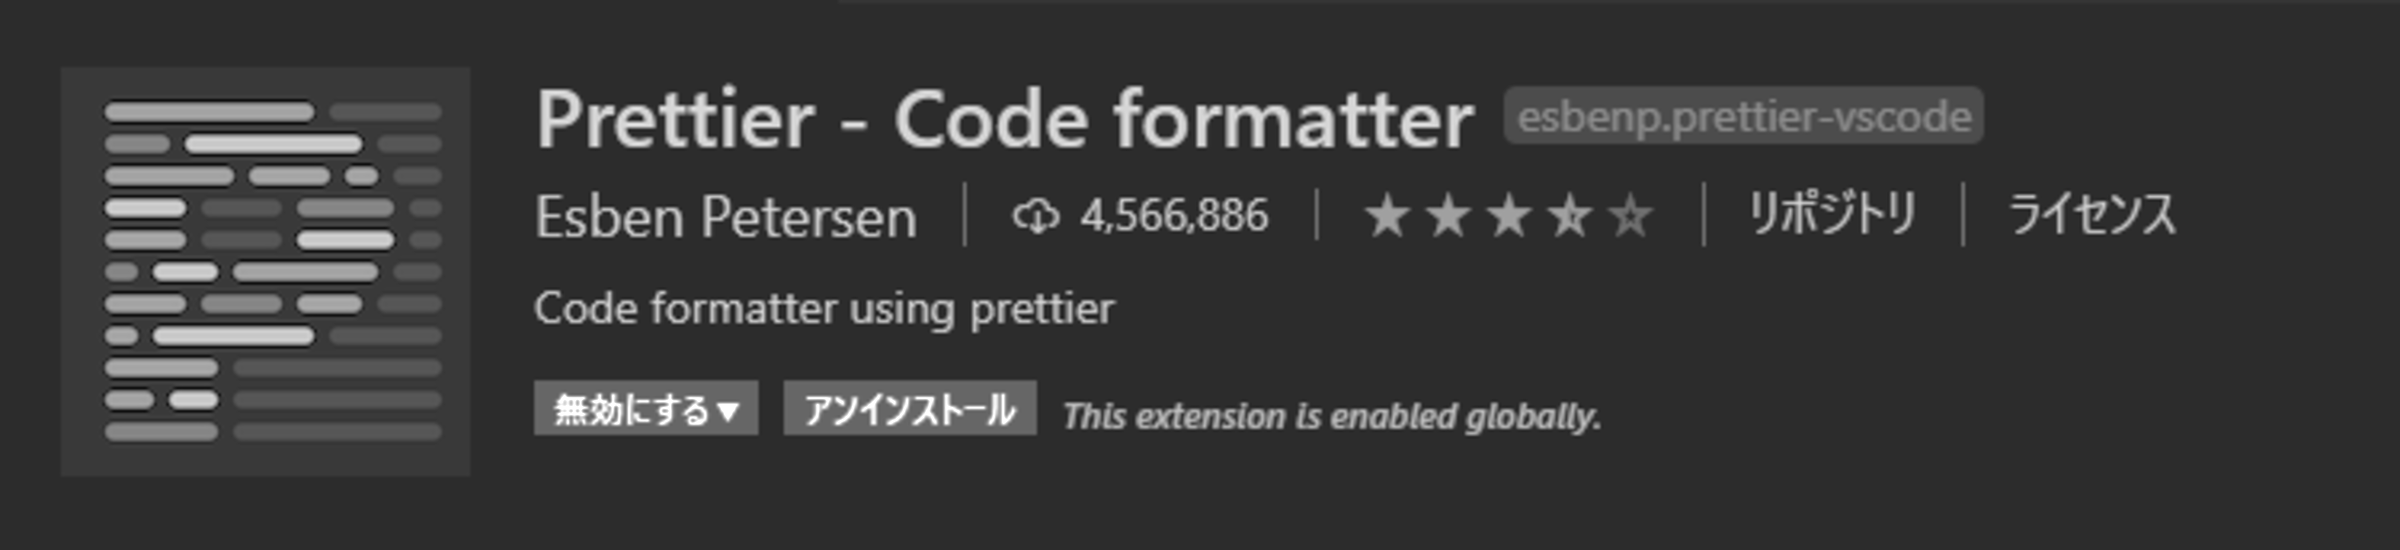 Prettier - Code formatter esbenp.prettier-vscode
Esben Petersen 4,566,886 リポジトリ ライセンス
Code formatter using prettier
無効にする▼ アンインストール This extension is enabled globally.